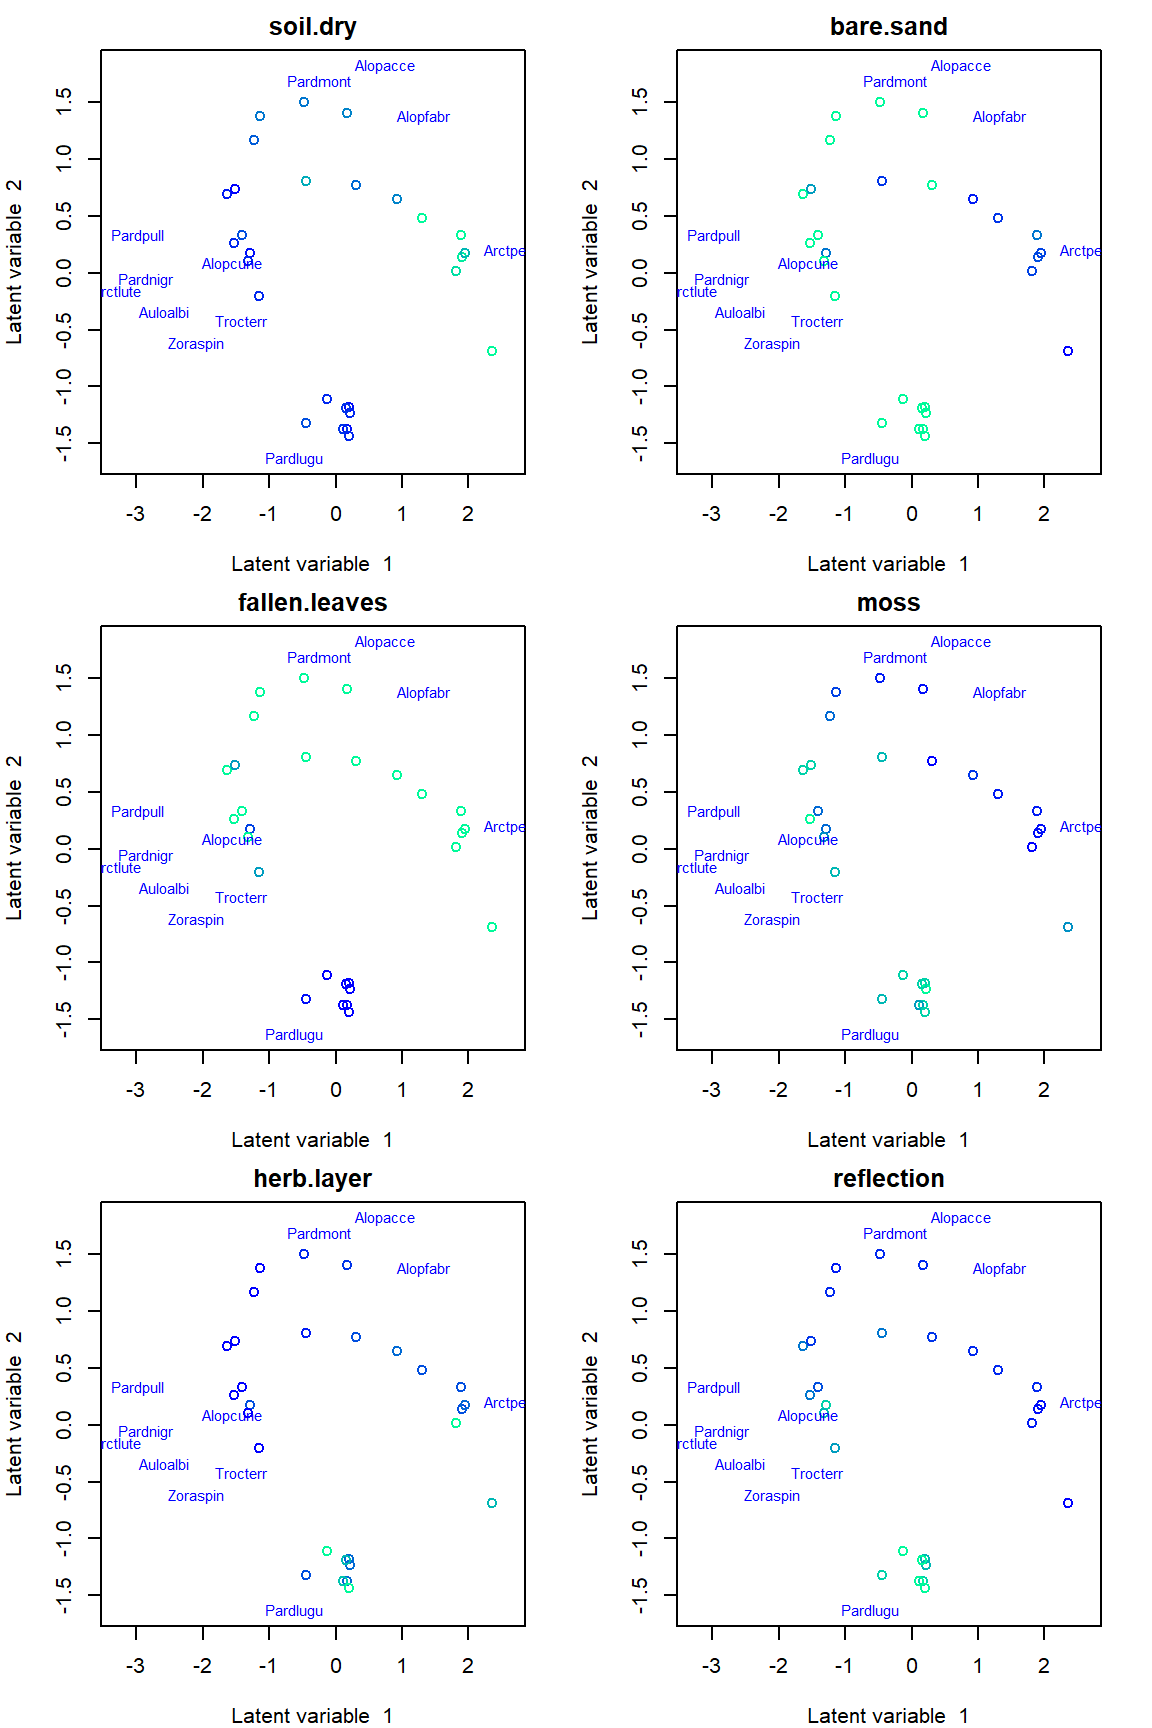 soil.dry
Alopacce
Pardmont
Alopfabr
Pardpull
Arctpe
Alopcune
Pardnigr
rctlute
Auloalbi
Trocterr
Zoraspin
Pardlugu
1.5
1.0
0.5
0.0
-0.5
-1.0
-1.5
Latent variable 2
-3 -2 -1 0 1 2
Latent variable 1
bare.sand
Alopacce
Pardmont
Alopfabr
Pardpull
Arctpe
Alopcune
Pardnigr
rctlute
Auloalbi
Trocterr
Zoraspin
Pardlugu
1.5
1.0
0.5
0.0
-0.5
-1.0
-1.5
Latent variable 2
-3 -2 -1 0 1 2
Latent variable 1
fallen.leaves
Alopacce
Pardmont
Alopfabr
Pardpull
Arctpe
Alopcune
Pardnigr
rctlute
Auloalbi
Trocterr
Zoraspin
Pardlugu
1.5
1.0
0.5
0.0
-0.5
-1.0
-1.5
Latent variable 2
-3 -2 -1 0 1 2
Latent variable 1
moss
Alopacce
Pardmont
Alopfabr
Pardpull
Arctpe
Alopcune
Pardnigr
rctlute
Auloalbi
Trocterr
Zoraspin
Pardlugu
1.5
1.0
0.5
0.0
-0.5
-1.0
-1.5
Latent variable 2
-3 -2 -1 0 1 2
Latent variable 1
herb.layer
Alopacce
Pardmont
Alopfabr
Pardpull
Arctpe
Alopcune
Pardnigr
rctlute
Auloalbi
Trocterr
Zoraspin
Pardlugu
1.5
1.0
0.5
0.0
-0.5
-1.0
-1.5
Latent variable 2
-3 -2 -1 0 1 2
Latent variable 1
reflection
Alopacce
Pardmont
Alopfabr
Pardpull
Arctpe
Alopcune
Pardnigr
rctlute
Auloalbi
Trocterr
Zoraspin
Pardlugu
1.5
1.0
0.5
0.0
-0.5
-1.0
-1.5
Latent variable 2
-3 -2 -1 0 1 2
Latent variable 1